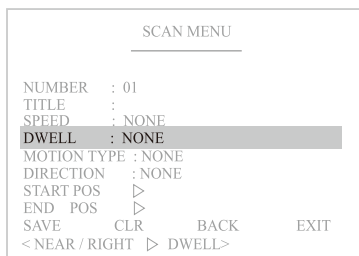 SCAN MENU
NUMBER : 01
TITLE :
SPEED : NONE
DWELL : NONE
MOTION TYPE : NONE
DIRECTION : NONE
START POS ▷
END POS ▷
SAVE CLR BACK EXIT
< NEAR / RIGHT ▷ DWELL>